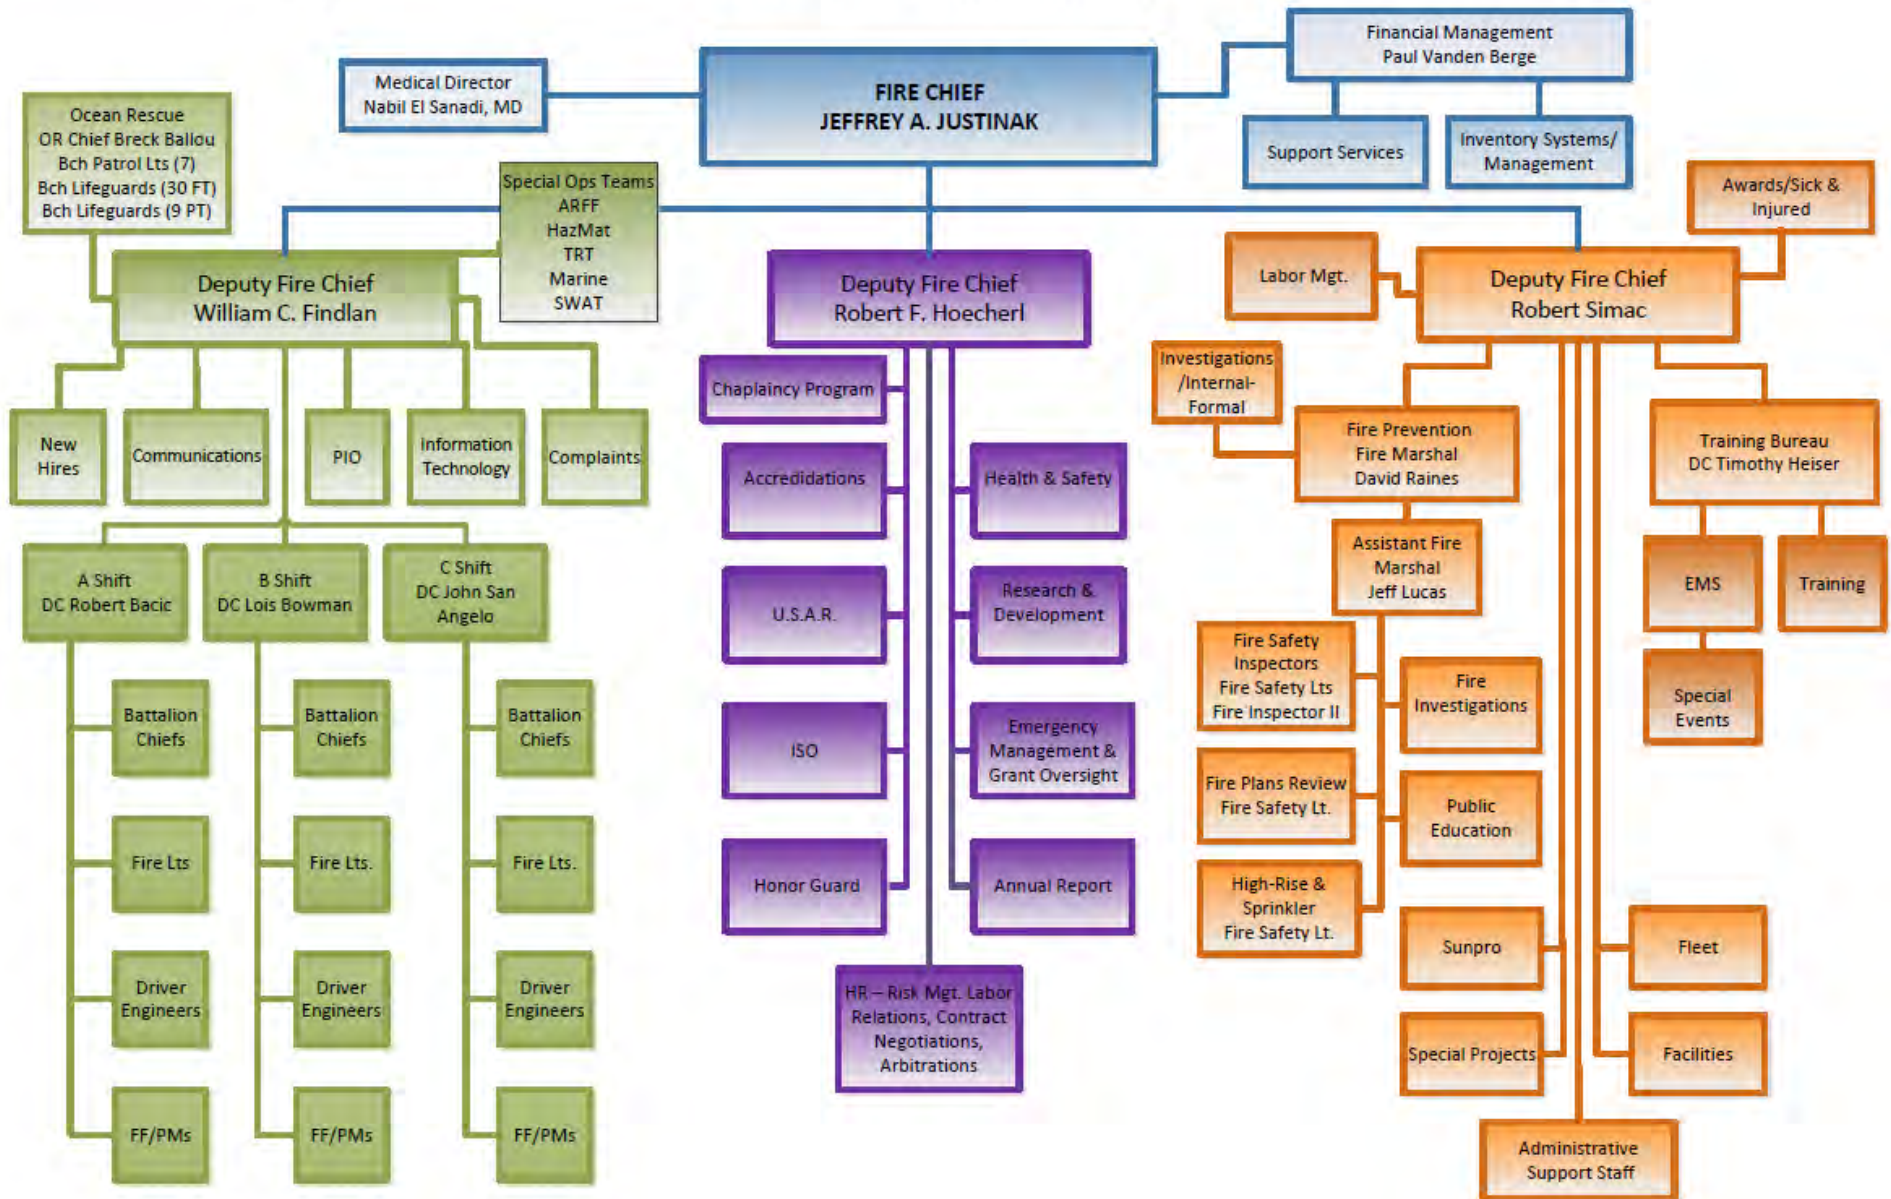 Financial Management
Paul Vanden Berge
Medical Director
Nabil El Sanadi, MD
FIRE CHIEF
JEFFREY A. JUSTINAK
Support Services
Inventory Systems/
Management
Ocean Rescue
OR Chief Breck Ballou
Bch Patrol Lts (7)
Bch Lifeguards (30 FT)
Bch Lifeguards (9 PT)
Special Ops Teams
ARFF
HazMat
TRT
Marine
SWAT
Awards/Sick &
Injured
Deputy Fire Chief
William C. Findlan
Deputy Fire Chief
Robert F. Hoecherl
Labor Mgt.
Deputy Fire Chief
Robert Simac
New
Hires
Communications
PIO
Information
Technology
Complaints
A Shift
DC Robert Bacic
B Shift
DC Lois Bowman
C Shift
DC John San
Angelo
Battalion
Chiefs
Battalion
Chiefs
Battalion
Chiefs
Fire Lts
Fire Lts.
Fire Lts.
Driver
Engineers
Driver
Engineers
Driver
Engineers
FF/PMs
FF/PMs
FF/PMs
Chaplaincy Program
Accredidations
Health & Safety
U.S.A.R.
Research &
Development
ISO
Emergency
Management &
Grant Oversight
Honor Guard
Annual Report
HR – Risk Mgt. Labor
Relations, Contract
Negotiations,
Arbitrations
Investigations
/Internal-
Formal
Fire Prevention
Fire Marshal
David Raines
Training Bureau
DC Timothy Heiser
Assistant Fire
Marshal
Jeff Lucas
EMS
Training
Special
Events
Fire Safety
Inspectors
Fire Safety Lts
Fire Inspector II
Fire
Investigations
Fire Plans Review
Fire Safety Lt.
Public
Education
High-Rise &
Sprinkler
Fire Safety Lt.
Sunpro
Fleet
Special Projects
Facilities
Administrative
Support Staff